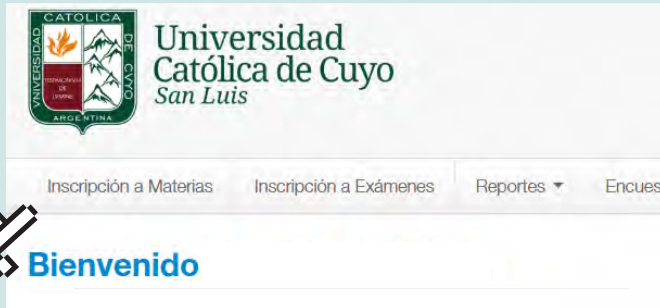 CATOLICA
UNIVERSIDAD
DE CUYO
ARGENTINA
Universidad
Católica de Cuyo
San Luis
Inscripción a Materias Inscripción a Exámenes Reportes Encues
Bienvenido